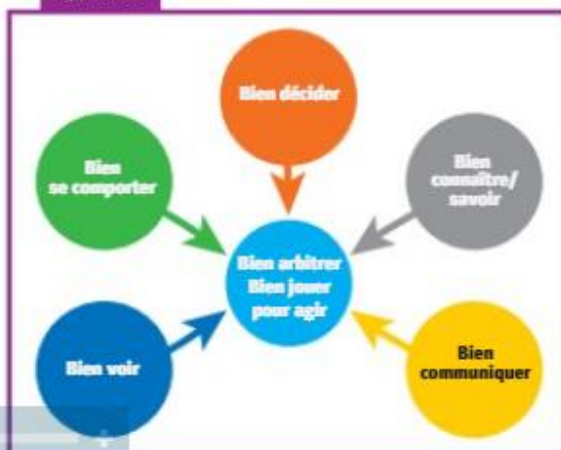 Bien décider
Bien
se comporter
Bien
connaître/
savoir
Bien arbitrer
Bien jouer
pour agir
Bien voir
Bien
communiquer